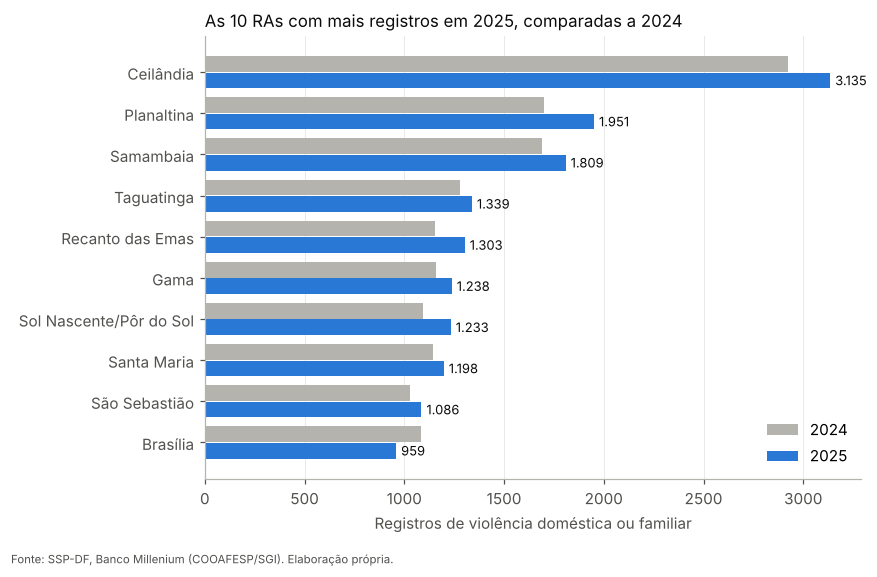 As 10 RAs com mais registros em 2025, comparadas a 2024
Ceilândia
3.135
Planaltina
1.951
Samambaia
1.809
Taguatinga
1.339
Recanto das Emas
1.303
Gama
1.238
Sol Nascente/Pôr do Sol
1.233
Santa Maria
1.198
São Sebastião
1.086
Brasília
959
2024
2025
0 500 1000 1500 2000 2500 3000
Registros de violência doméstica ou familiar
Fonte: SSP-DF, Banco Millenium (COOAFESP/SGI). Elaboração própria.